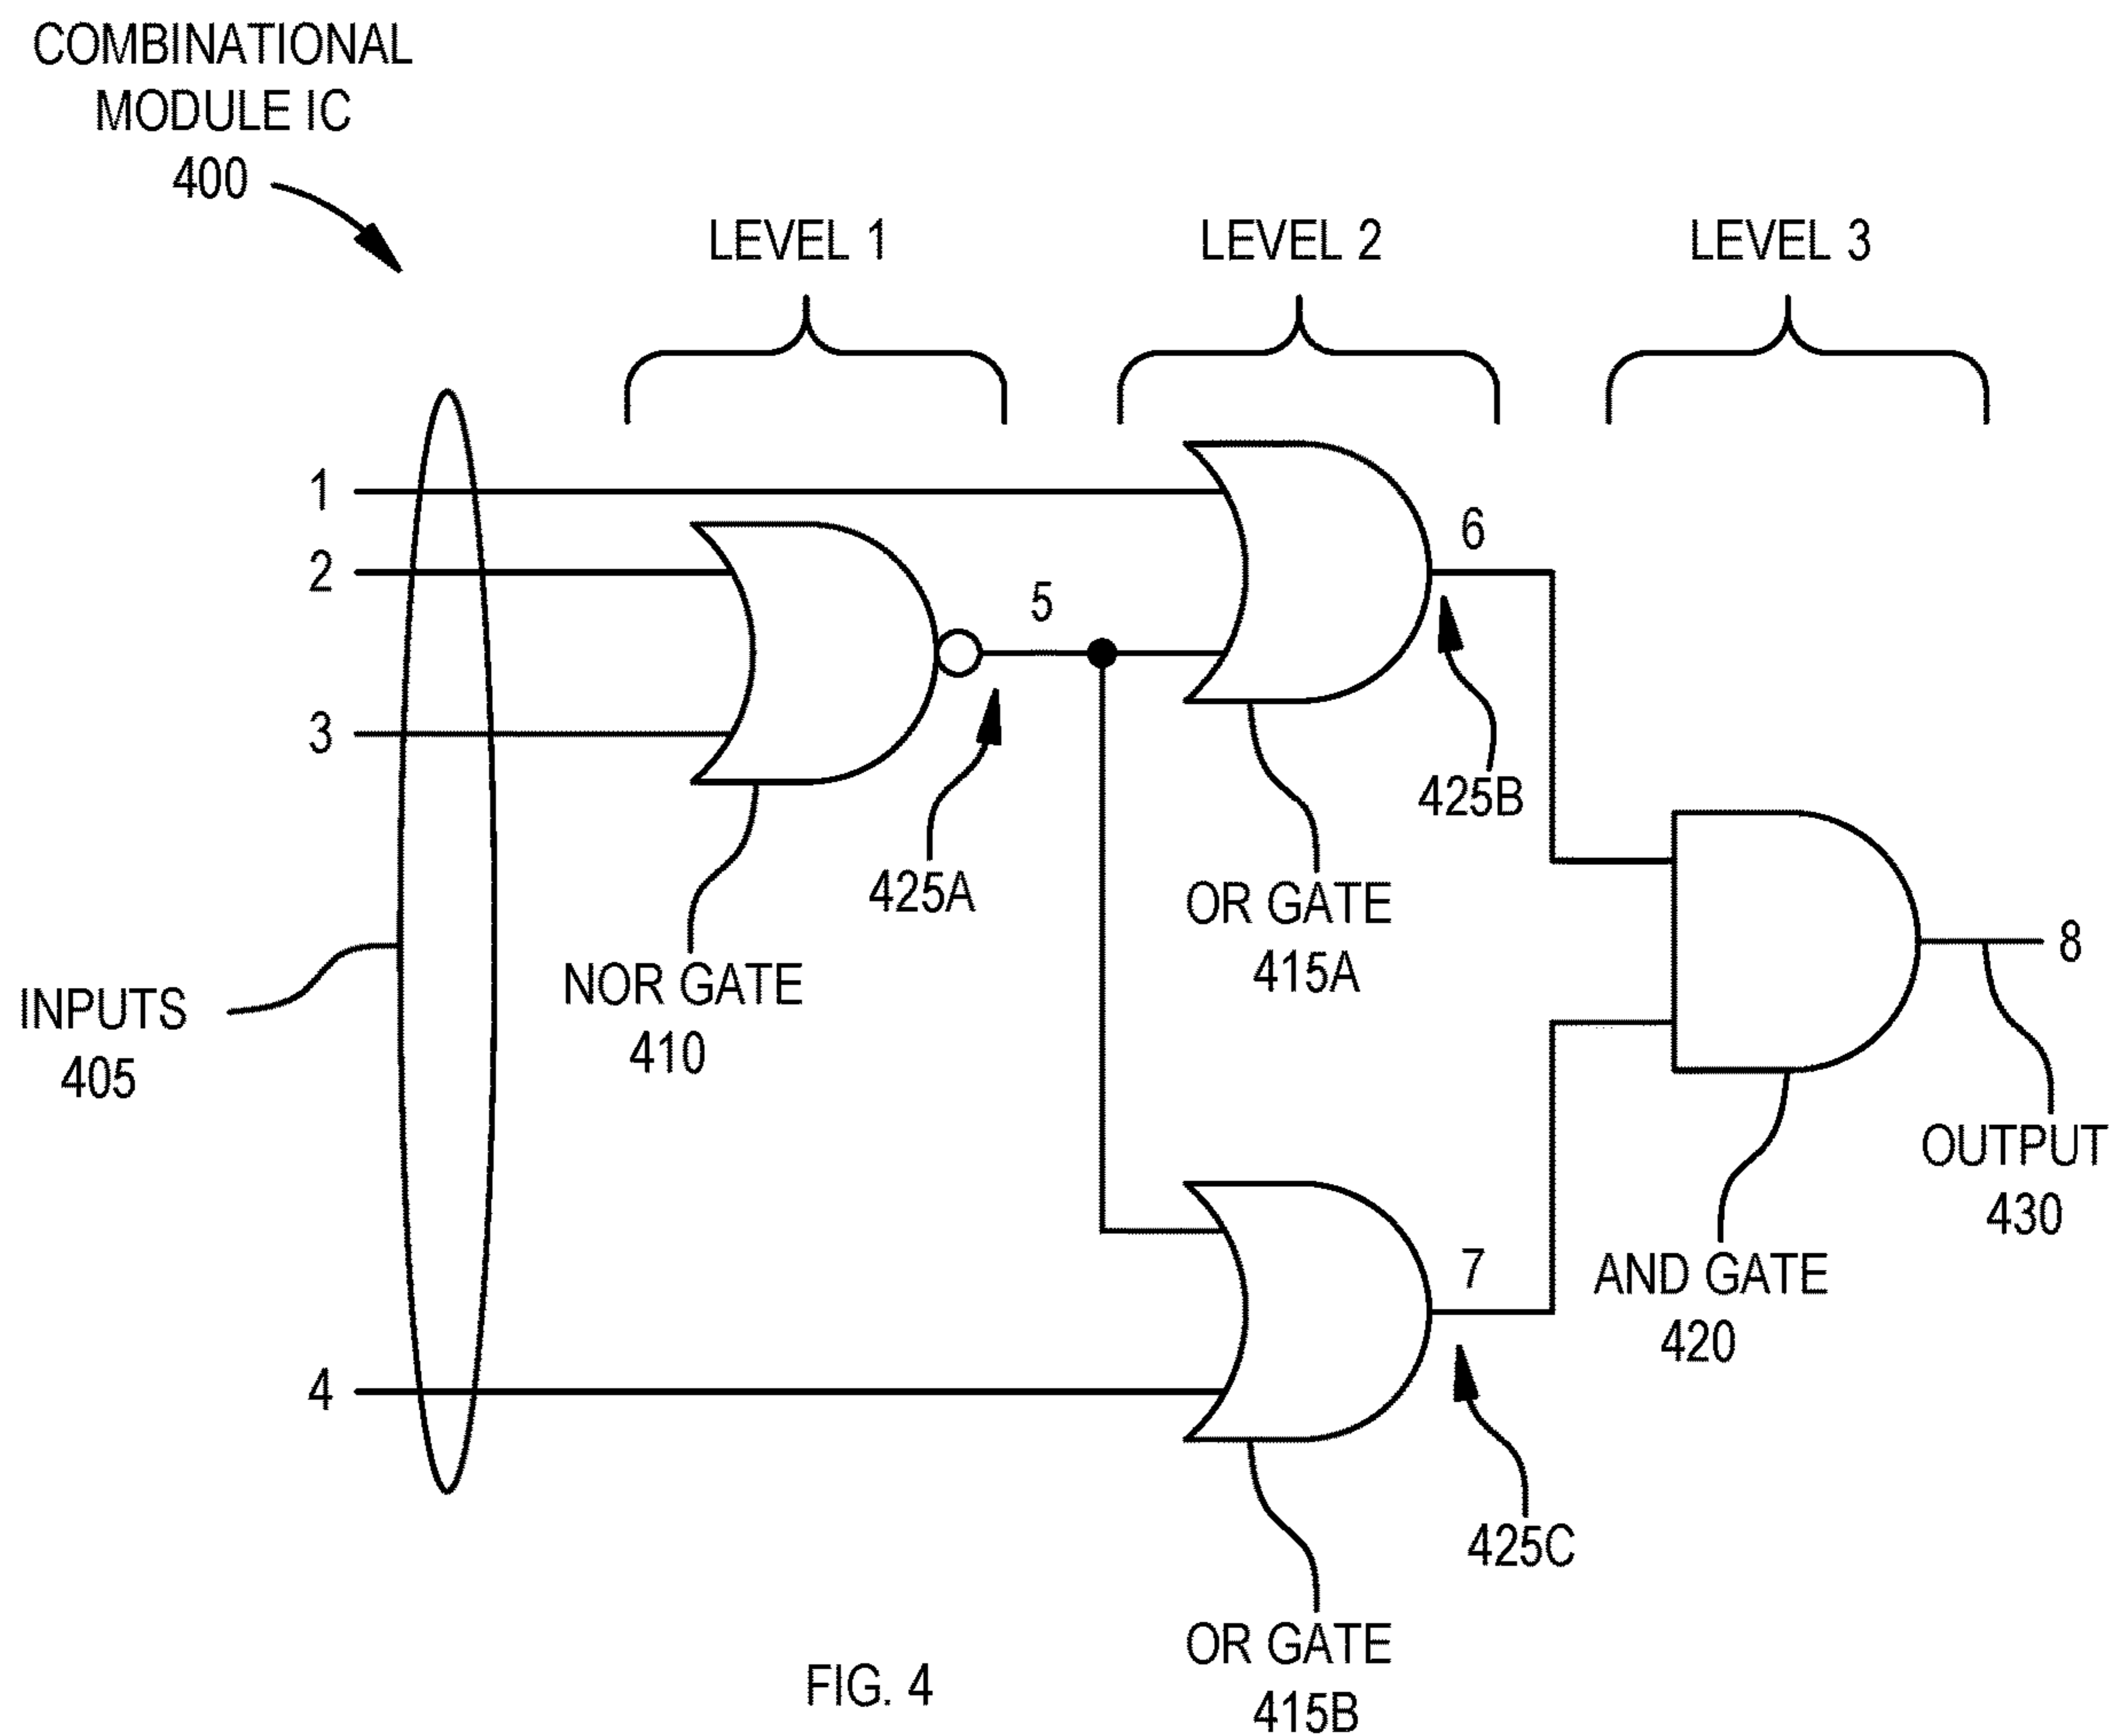 COMBINATIONAL
MODULE IC
400
LEVEL 1
LEVEL 2
LEVEL 3
1
2
3
4
5
6
7
8
425A
425B
425C
INPUTS
405
NOR GATE
410
OR GATE
415A
AND GATE
420
OUTPUT
430
OR GATE
415B
FIG. 4